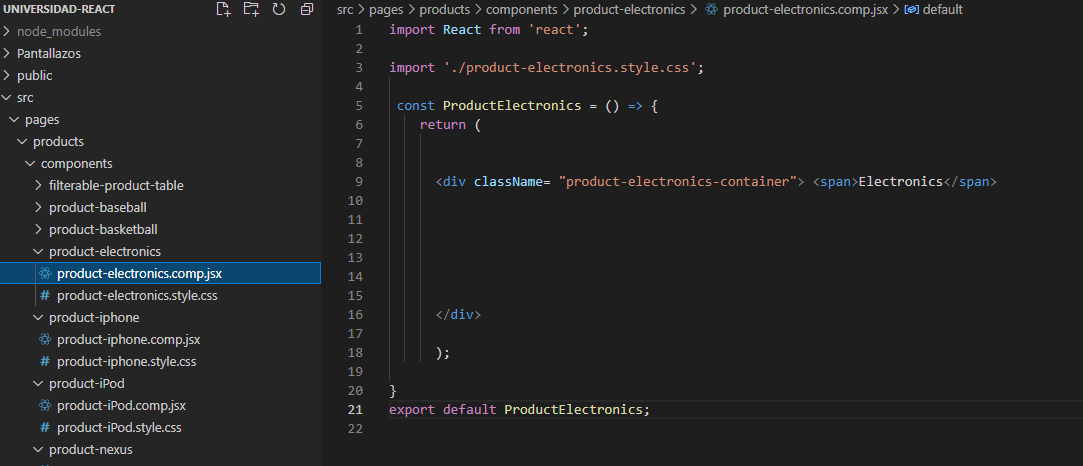 UNIVERSIDAD-REACT
node_modules
Pantallazos
public
src
pages
products
components
filterable-product-table
product-baseball
product-basketball
product-electronics
product-electronics.comp.jsx
# product-electronics.style.css
product-iphone
product-iphone.comp.jsx
# product-iphone.style.css
product-iPod
product-iPod.comp.jsx
# product-iPod.style.css
product-nexus
src > pages > products > components > product-electronics > product-electronics.comp.jsx > default
1 import React from 'react';
2
3 import './product-electronics.style.css';
4
5 const ProductElectronics = () => {
6 return (
7
8
9 <div className= "product-electronics-container"> <span>Electronics</span>
10
11
12
13
14
15
16 </div>
17
18 );
19
20 }
21 export default ProductElectronics;
22